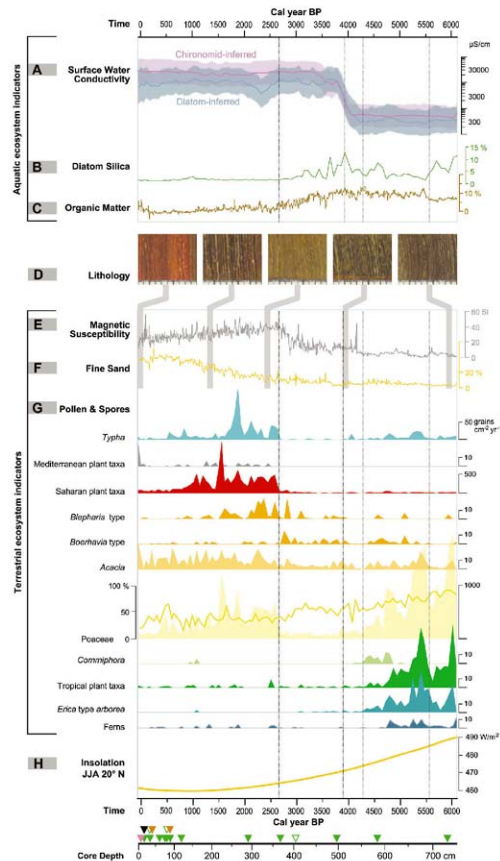 Cal year BP
Time 0 500 1000 1500 2000 2500 3000 3500 4000 4500 5000 5500 6000
Aquatic ecosystem indicators
µS/cm
A Surface Water Conductivity
Chironomid-inferred
Diatom-inferred
30000
3000
300
B Diatom Silica
15 %
10
5
0
C Organic Matter
10 %
0
D Lithology
Terrestrial ecosystem indicators
E Magnetic Susceptibility
80 SI
40
0
F Fine Sand
20 %
0
G Pollen & Spores
Typha
50 grains cm-2 yr-1
Mediterranean plant taxa
10
Saharan plant taxa
500
Blepharis type
10
Boerhavia type
10
Acacia
10
100 %
50
0
Poaceae
1000
Commiphora
10
Tropical plant taxa
10
Erica type arborea
10
Ferns
10
H Insolation JJA 20° N
490 W/m2
480
470
460
Time 0 500 1000 1500 2000 2500 3000 3500 4000 4500 5000 5500 6000
Cal year BP
Core Depth 0 100 200 300 400 500 600 700 cm